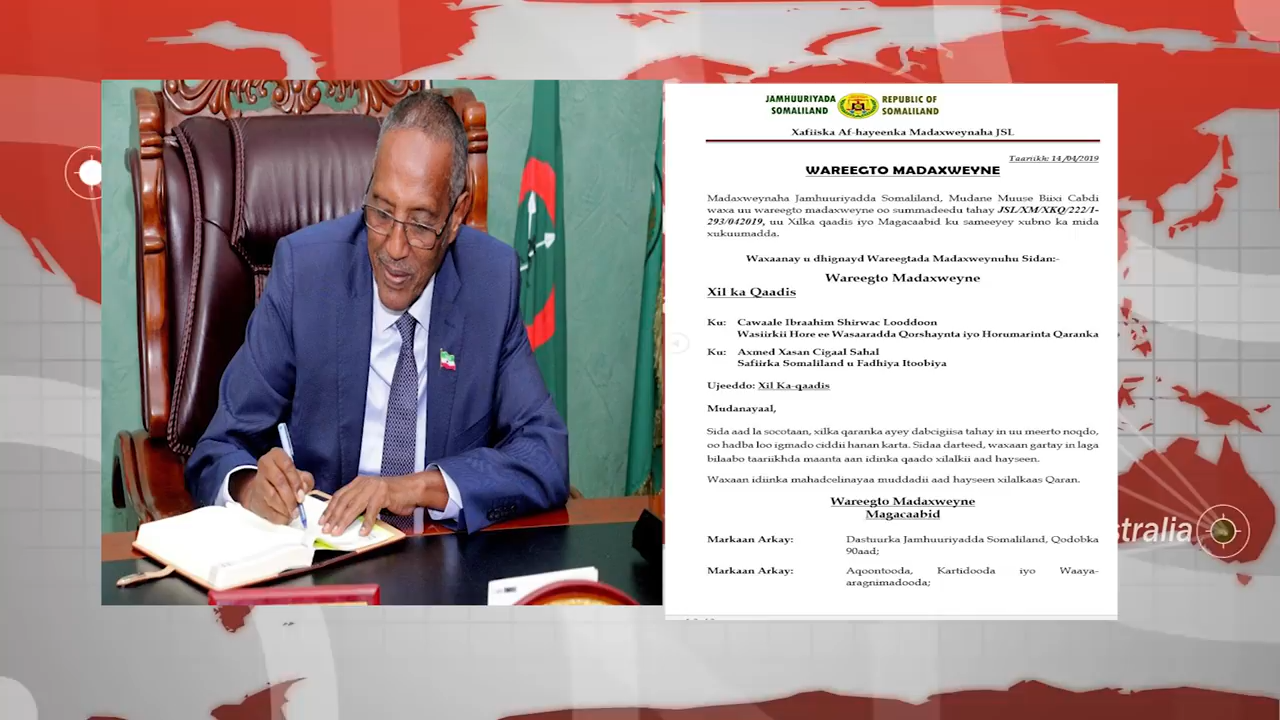 JAMHUURIYADA
SOMALILAND
REPUBLIC OF
SOMALILAND
Xafiiska Af-hayeenka Madaxweynaha JSL
Taariikh: 14/04/2019
WAREEGTO MADAXWEYNE
Madaxweynaha Jamhuuriyadda Somaliland, Mudane Muuse Biixi Cabdi
waxa uu wareegto madaxweyne oo summadeedu tahay JSL/XM/XKQ/222/1-
293/042019, uu Xilka qaadis iyo Magacaabid ku sameeyey xubno ka mida
xukuumadda.
Waxaanay u dhignayd Wareegtada Madaxweynuhu Sidan:-
Wareegto Madaxweyne
Xil ka Qaadis
Ku: Cawaale Ibraahim Shirwac Looddoon
Wasiirkii Hore ee Wasaaradda Qorshaynta iyo Horumarinta Qaranka
Ku: Axmed Xasan Cigaal Sahal
Safiirka Somaliland u Fadhiya Itoobiya
Ujeeddo: Xil Ka-qaadis
Mudanayaal,
Sida aad la socotaan, xilka qaranka ayey dabcigiisa tahay in uu meerto noqdo,
oo hadba loo igmado ciddii hanan karta. Sidaa darteed, waxaan gartay in laga
bilaabo taariikhda maanta aan idinka qaado xilalkii aad hayseen.
Waxaan idiinka mahadcelinayaa muddadii aad hayseen xilalkaas Qaran.
Wareegto Madaxweyne
Magacaabid
Markaan Arkay: Dastuurka Jamhuuriyadda Somaliland, Qodobka
90aad;
Markaan Arkay: Aqoontooda, Kartidooda iyo Waaya-
aragnimadooda;
stralia